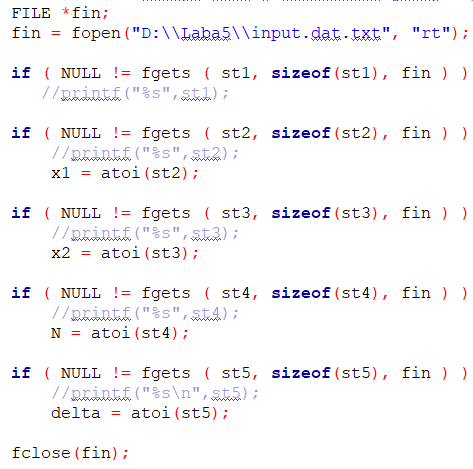 FILE *fin;
fin = fopen("D:\\Laba5\\input.dat.txt", "rt");
if ( NULL != fgets ( st1, sizeof(st1), fin ) )
//printf("%s",st1);
if ( NULL != fgets ( st2, sizeof(st2), fin ) )
//printf("%s",st2);
x1 = atoi(st2);
if ( NULL != fgets ( st3, sizeof(st3), fin ) )
//printf("%s",st3);
x2 = atoi(st3);
if ( NULL != fgets ( st4, sizeof(st4), fin ) )
//printf("%s",st4);
N = atoi(st4);
if ( NULL != fgets ( st5, sizeof(st5), fin ) )
//printf("%s\n",st5);
delta = atoi(st5);
fclose(fin);